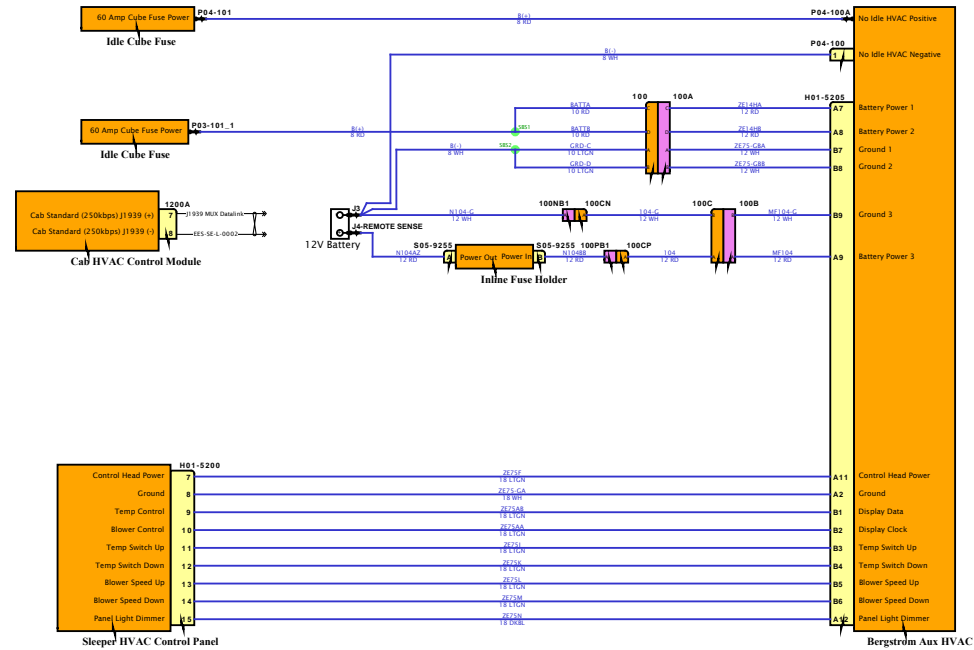 60 Amp Cube Fuse Power
P04-101
Idle Cube Fuse
B(+)
8 RD
P04-100A
No Idle HVAC Positive
B(-)
8 WH
P04-100
1
No Idle HVAC Negative
60 Amp Cube Fuse Power
P03-101_1
Idle Cube Fuse
B(+)
8 RD
SBS1
BATTA
10 RD
BATTB
10 RD
B(-)
8 WH
SBS2
GRD-C
10 LTGN
GRD-D
10 LTGN
100
100A
C
C
D
D
A
A
B
ZE14HA
12 RD
ZE14HB
12 RD
ZE75-G8A
12 WH
ZE75-G8B
12 WH
H01-5205
A7
Battery Power 1
A8
Battery Power 2
B7
Ground 1
B8
Ground 2
B9
Ground 3
A9
Battery Power 3
1200A
Cab Standard (250kbps) J1939 (+)
7
J1939 MUX Datalink
Cab Standard (250kbps) J1939 (-)
8
EES-SE-L-0002
Cab HVAC Control Module
J3
J4-REMOTE SENSE
12V Battery
N104-G
12 WH
100NB1
100CN
A
104-G
12 WH
100C
100B
B
B
MF104-G
12 WH
N104AZ
12 RD
S05-9255
A
Power Out
Power In
S05-9255
B
Inline Fuse Holder
N104BB
12 RD
100PB1
100CP
A
104
12 RD
A
A
MF104
12 RD
H01-5200
Control Head Power
7
ZE75F
18 LTGN
A11
Control Head Power
Ground
8
ZE75-GA
18 WH
A2
Ground
Temp Control
9
ZE75AB
18 LTGN
B1
Display Data
Blower Control
10
ZE75AA
18 LTGN
B2
Display Clock
Temp Switch Up
11
ZE75J
18 LTGN
B3
Temp Switch Up
Temp Switch Down
12
ZE75K
18 LTGN
B4
Temp Switch Down
Blower Speed Up
13
ZE75L
18 LTGN
B5
Blower Speed Up
Blower Speed Down
14
ZE75M
18 LTGN
B6
Blower Speed Down
Panel Light Dimmer
15
ZE75N
18 DKBL
A12
Panel Light Dimmer
Sleeper HVAC Control Panel
Bergstrom Aux HVAC